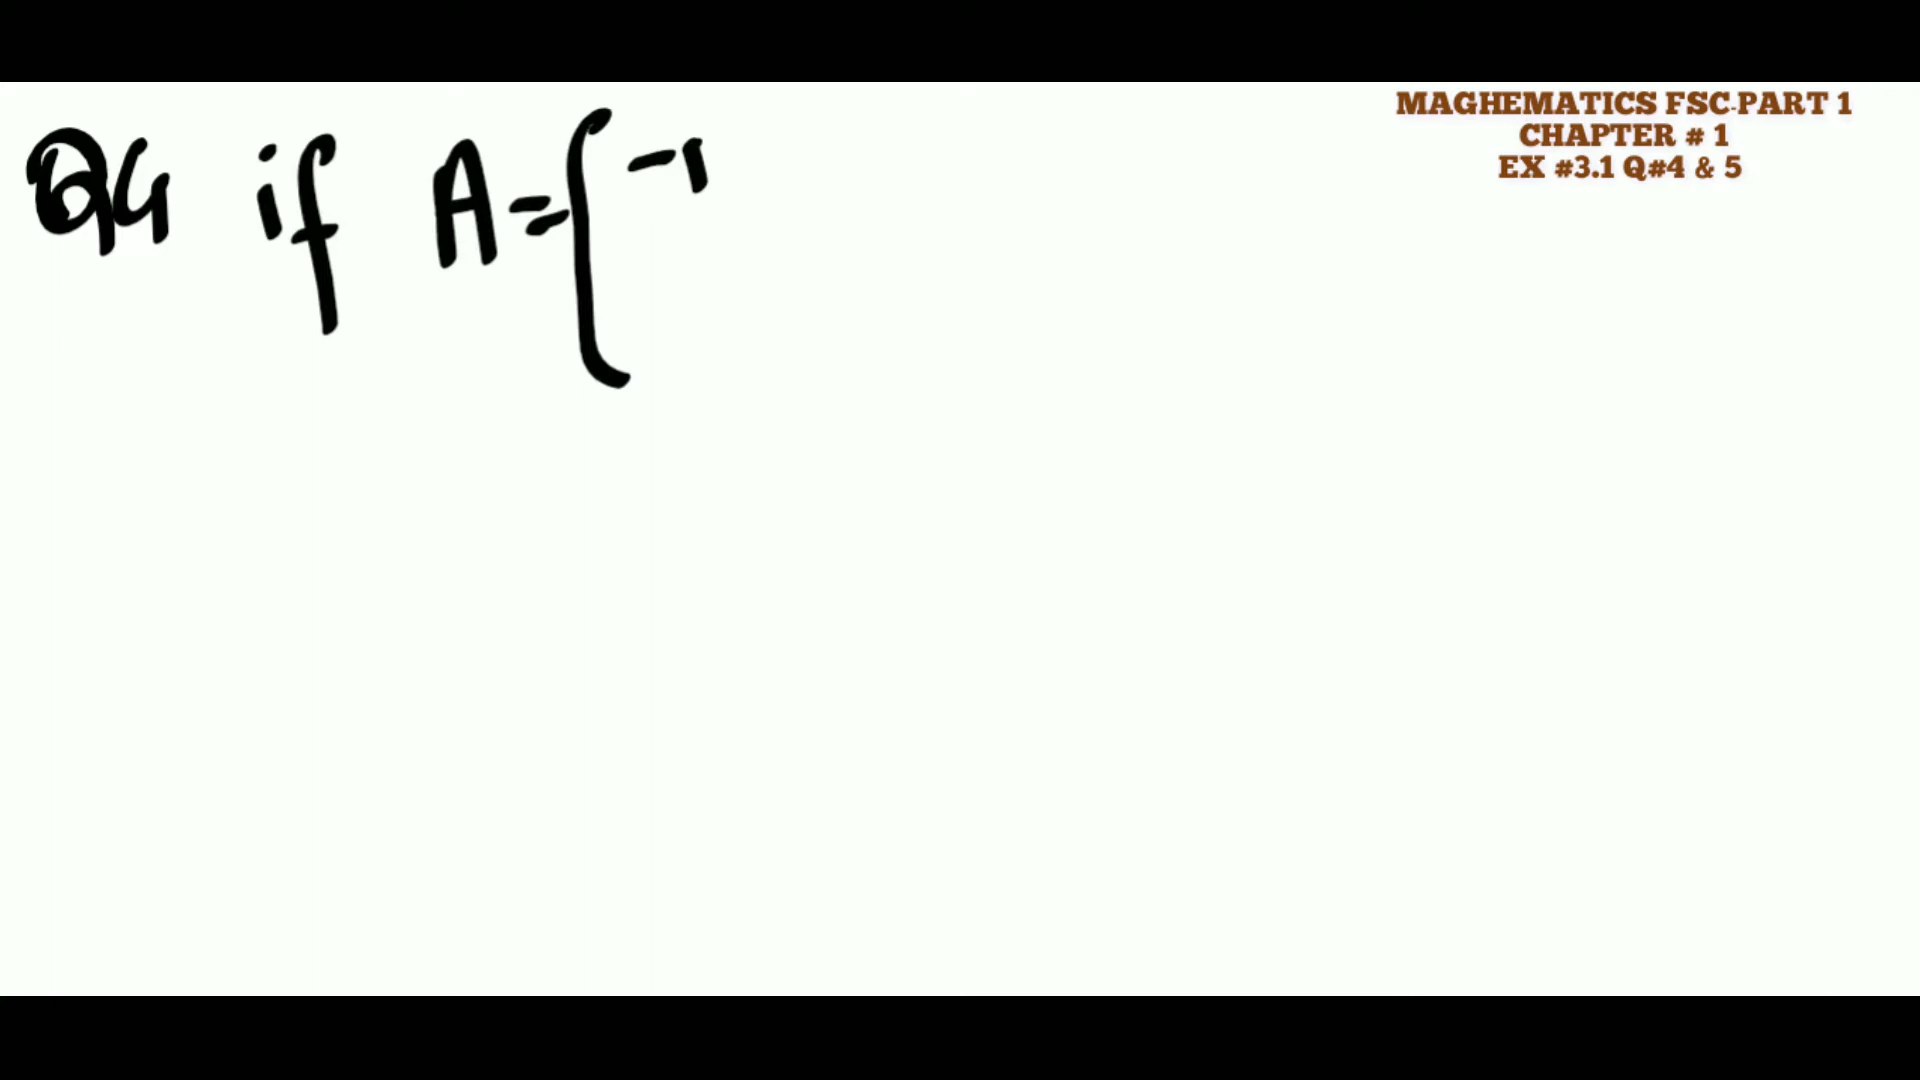 Q4 if A=[-1
MAGHEMATICS FSC-PART 1
CHAPTER # 1
EX #3.1 Q#4 & 5